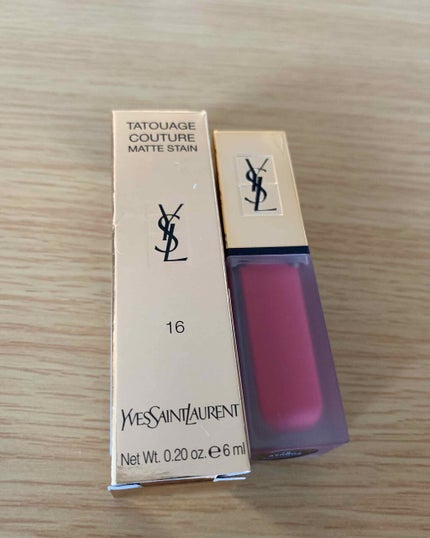 TATOUAGE
COUTURE
MATTE STAIN
YSL
16
YVESSAINTLAURENT
Net Wt. 0.20 oz. ℮ 6 ml
YSL